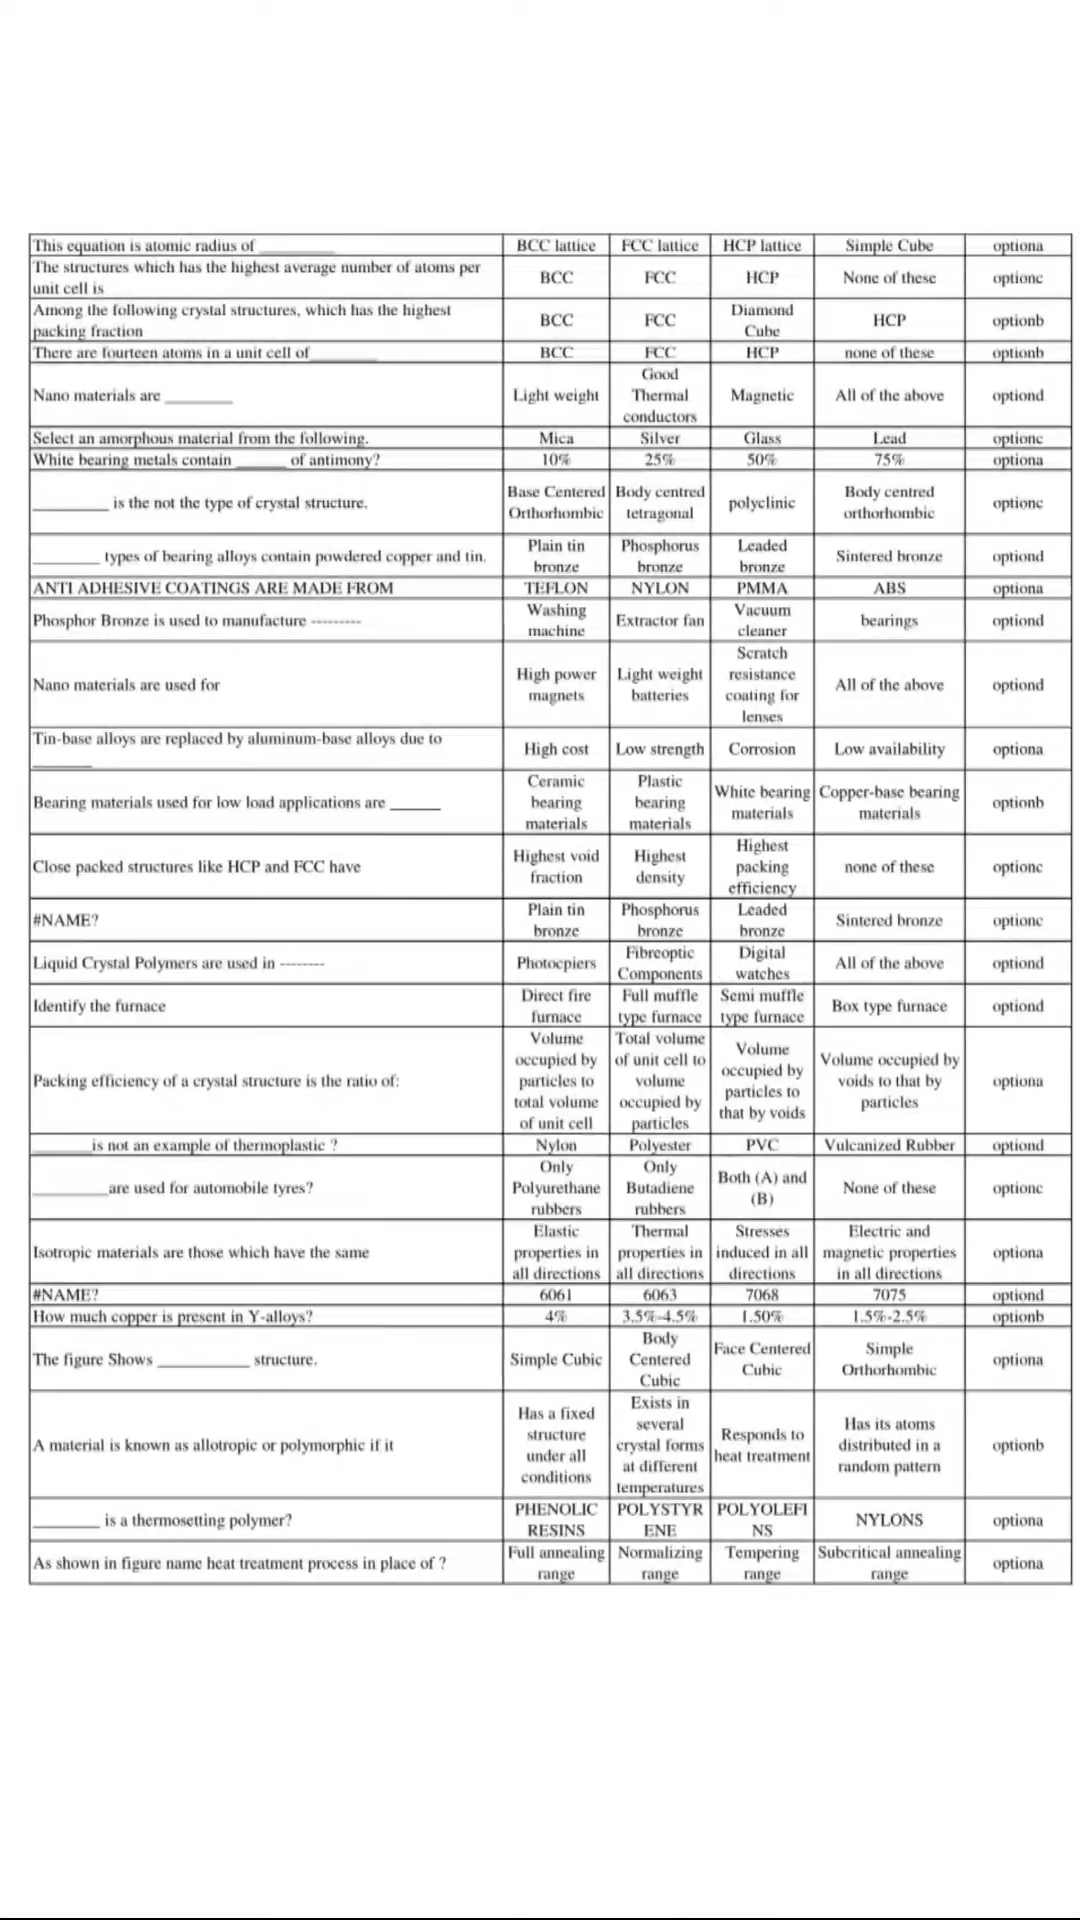 This equation is atomic radius of _________ BCC lattice FCC lattice HCP lattice Simple Cube optiona
The structures which has the highest average number of atoms per unit cell is BCC FCC HCP None of these optionc
Among the following crystal structures, which has the highest packing fraction BCC FCC Diamond Cube HCP optionb
There are fourteen atoms in a unit cell of________ BCC FCC HCP none of these optionb
Nano materials are ________ Light weight Good Thermal conductors Magnetic All of the above optiond
Select an amorphous material from the following. Mica Silver Glass Lead optionc
White bearing metals contain ______ of antimony? 10% 25% 50% 75% optiona
_________ is the not the type of crystal structure. Base Centered Orthorhombic Body centred tetragonal polyclinic Body centred orthorhombic optionc
________ types of bearing alloys contain powdered copper and tin. Plain tin bronze Phosphorus bronze Leaded bronze Sintered bronze optiond
ANTI ADHESIVE COATINGS ARE MADE FROM TEFLON NYLON PMMA ABS optiona
Phosphor Bronze is used to manufacture --------- Washing machine Extractor fan Vacuum cleaner bearings optiond
Nano materials are used for High power magnets Light weight batteries Scratch resistance coating for lenses All of the above optiond
Tin-base alloys are replaced by aluminum-base alloys due to _______ High cost Low strength Corrosion Low availability optiona
Bearing materials used for low load applications are ______ Ceramic bearing materials Plastic bearing materials White bearing materials Copper-base bearing materials optionb
Close packed structures like HCP and FCC have Highest void fraction Highest density Highest packing efficiency none of these optionc
#NAME? Plain tin bronze Phosphorus bronze Leaded bronze Sintered bronze optionc
Liquid Crystal Polymers are used in -------- Photocpiers Fibreoptic Components Digital watches All of the above optiond
Identify the furnace Direct fire furnace Full muffle type furnace Semi muffle type furnace Box type furnace optiond
Packing efficiency of a crystal structure is the ratio of: Volume occupied by particles to total volume of unit cell Total volume of unit cell to volume occupied by particles Volume occupied by particles to that by voids Volume occupied by voids to that by particles optiona
_______is not an example of thermoplastic ? Nylon Polyester PVC Vulcanized Rubber optiond
_________are used for automobile tyres? Only Polyurethane rubbers Only Butadiene rubbers Both (A) and (B) None of these optionc
Isotropic materials are those which have the same Elastic properties in all directions Thermal properties in all directions Stresses induced in all directions Electric and magnetic properties in all directions optiona
#NAME? 6061 6063 7068 7075 optiond
How much copper is present in Y-alloys? 4% 3.5%-4.5% 1.50% 1.5%-2.5% optionb
The figure Shows ___________ structure. Simple Cubic Body Centered Cubic Face Centered Cubic Simple Orthorhombic optiona
A material is known as allotropic or polymorphic if it Has a fixed structure under all conditions Exists in several crystal forms at different temperatures Responds to heat treatment Has its atoms distributed in a random pattern optionb
________ is a thermosetting polymer? PHENOLIC RESINS POLYSTYRENE POLYOLEFINS NYLONS optiona
As shown in figure name heat treatment process in place of ? Full annealing range Normalizing range Tempering range Subcritical annealing range optiona